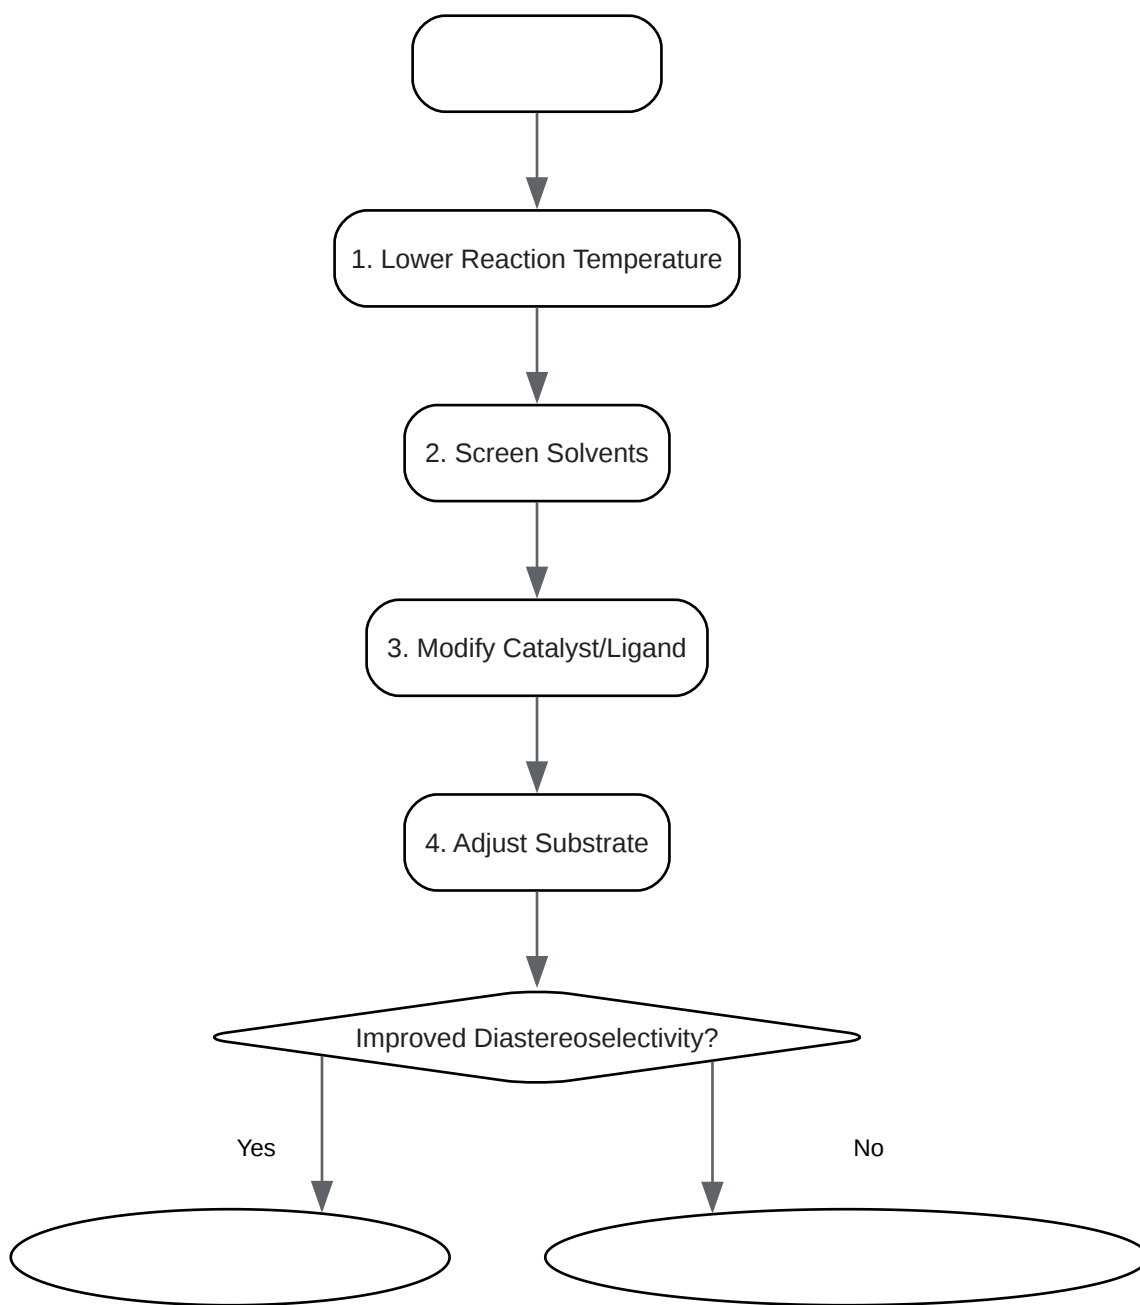 1. Lower Reaction Temperature
2. Screen Solvents
3. Modify Catalyst/Ligand
4. Adjust Substrate
Improved Diastereoselectivity?
Yes
No